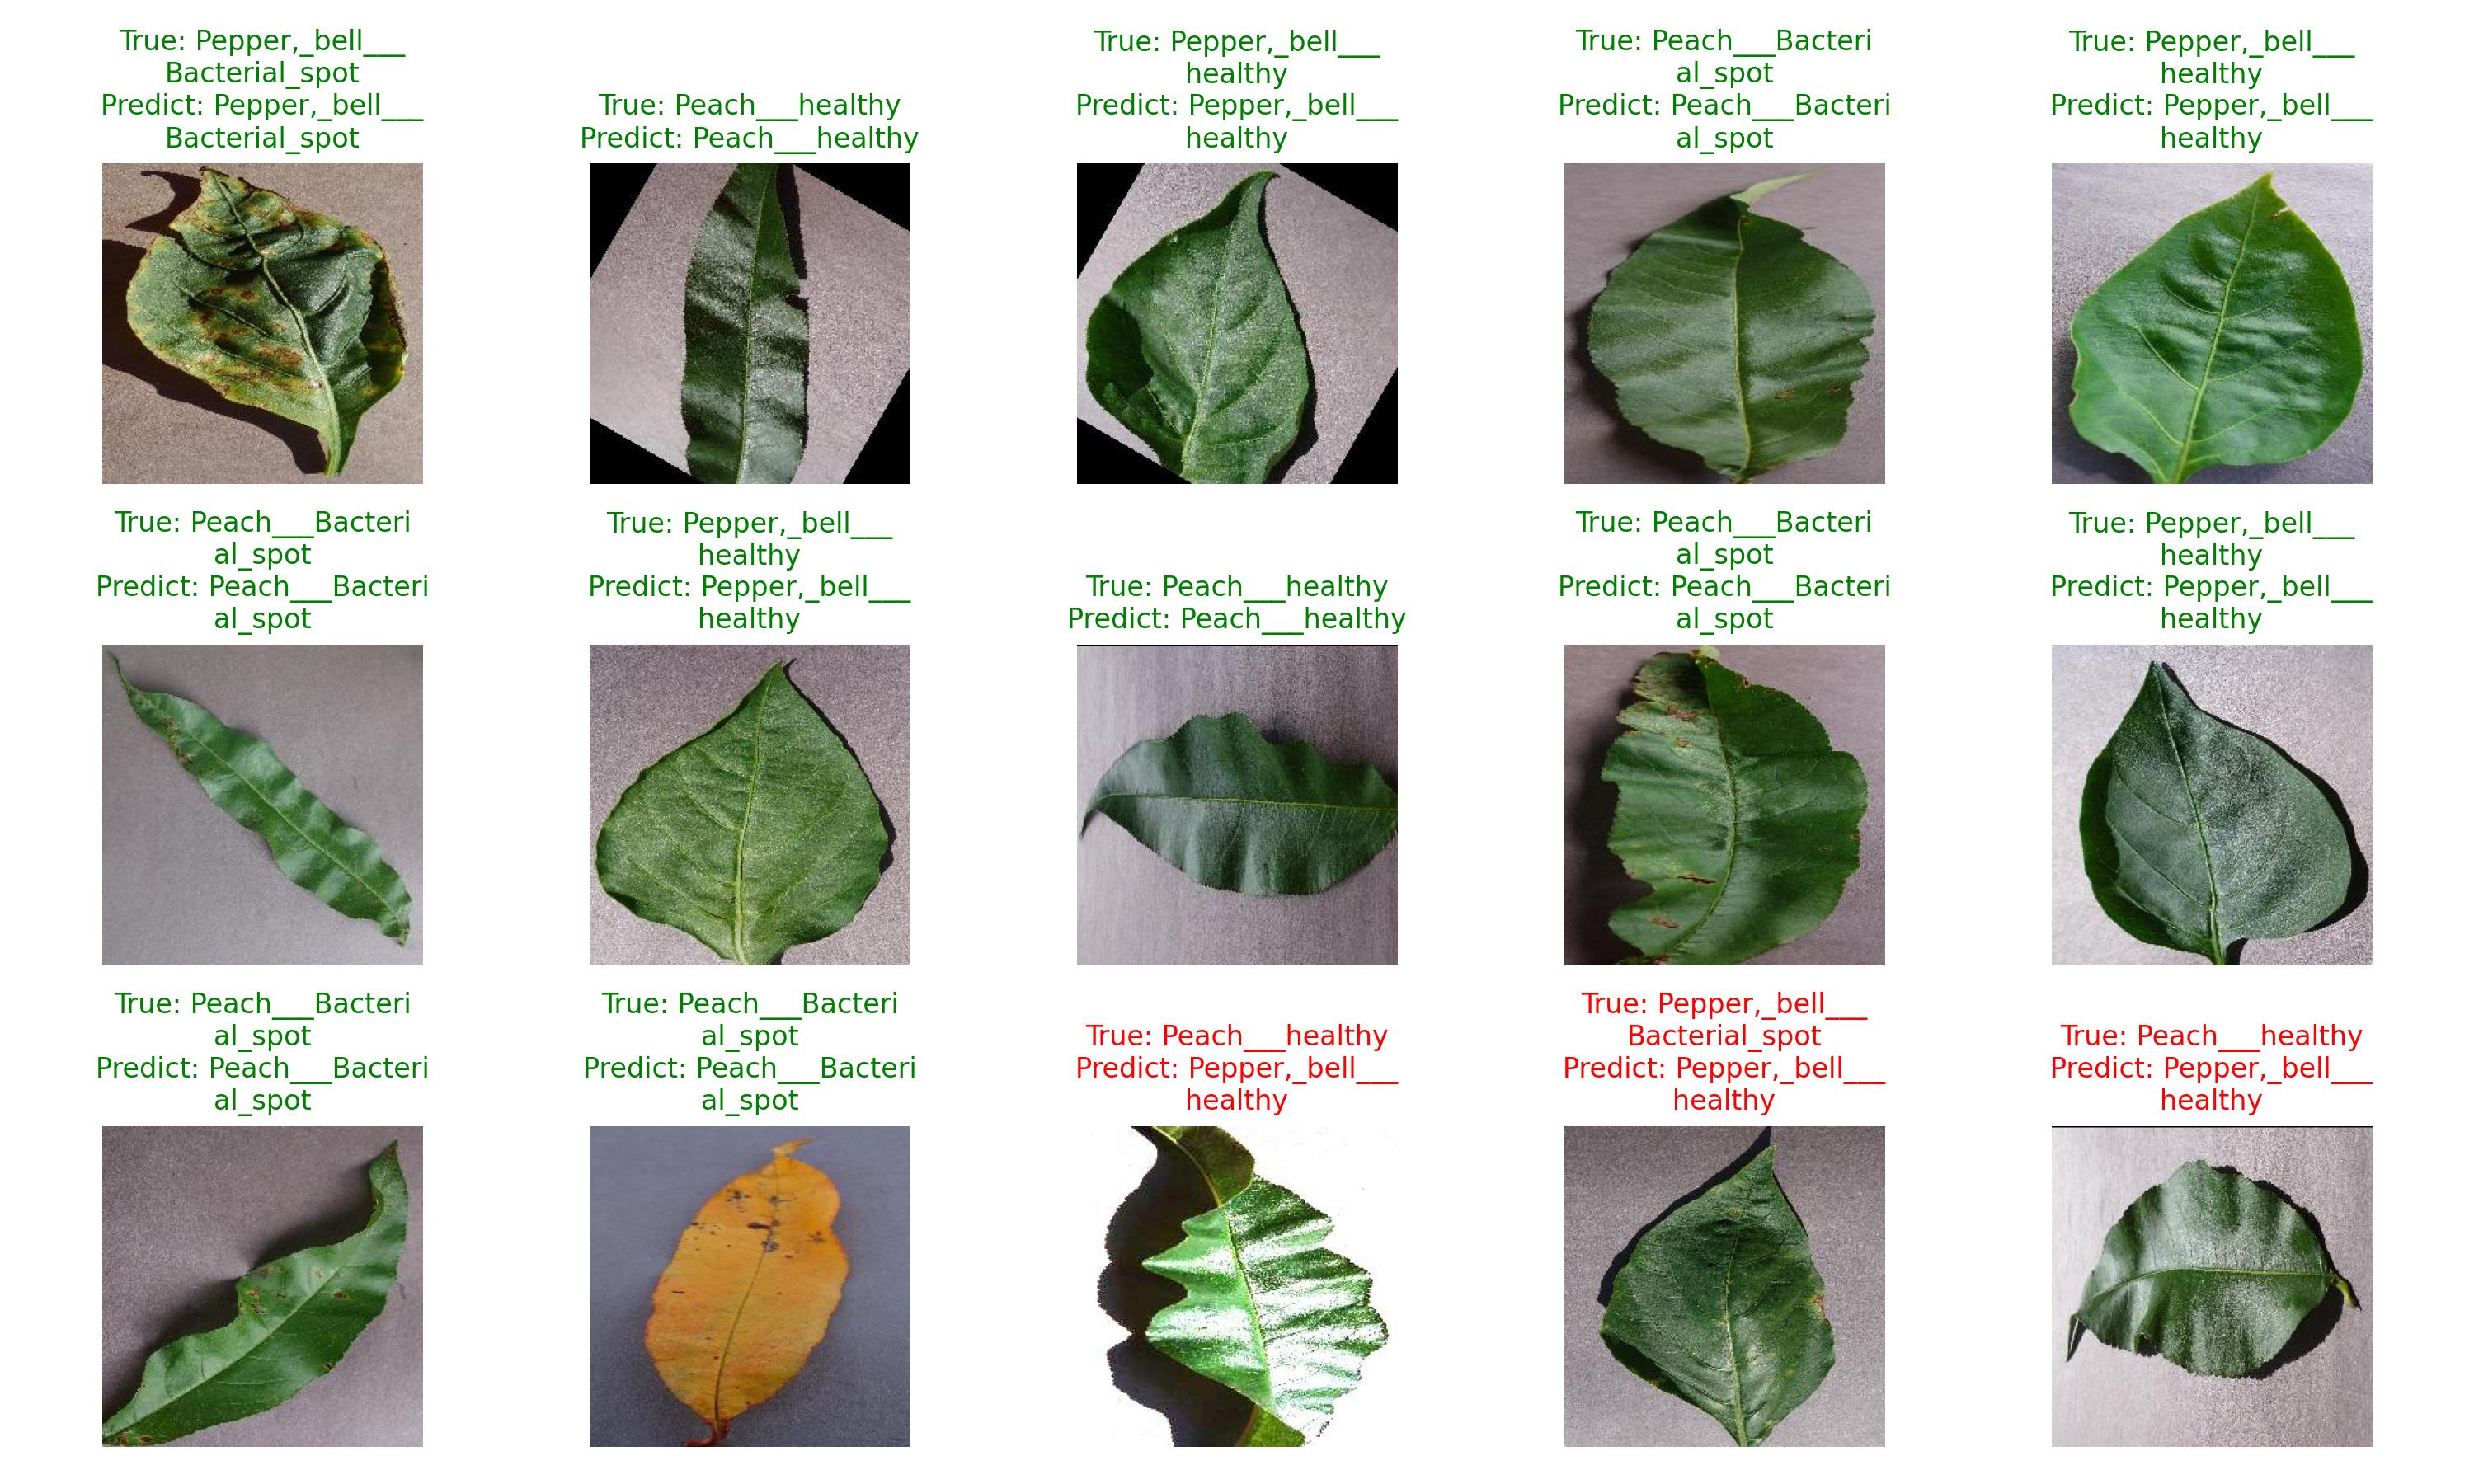 True: Pepper,_bell___
Bacterial_spot
Predict: Pepper,_bell___
Bacterial_spot
True: Peach___healthy
Predict: Peach___healthy
True: Pepper,_bell___
healthy
Predict: Pepper,_bell___
healthy
True: Peach___Bacteri
al_spot
Predict: Peach___Bacteri
al_spot
True: Pepper,_bell___
healthy
Predict: Pepper,_bell___
healthy
True: Peach___Bacteri
al_spot
Predict: Peach___Bacteri
al_spot
True: Pepper,_bell___
healthy
Predict: Pepper,_bell___
healthy
True: Peach___healthy
Predict: Peach___healthy
True: Peach___Bacteri
al_spot
Predict: Peach___Bacteri
al_spot
True: Pepper,_bell___
healthy
Predict: Pepper,_bell___
healthy
True: Peach___Bacteri
al_spot
Predict: Peach___Bacteri
al_spot
True: Peach___Bacteri
al_spot
Predict: Peach___Bacteri
al_spot
True: Peach___healthy
Predict: Pepper,_bell___
healthy
True: Pepper,_bell___
Bacterial_spot
Predict: Pepper,_bell___
healthy
True: Peach___healthy
Predict: Pepper,_bell___
healthy